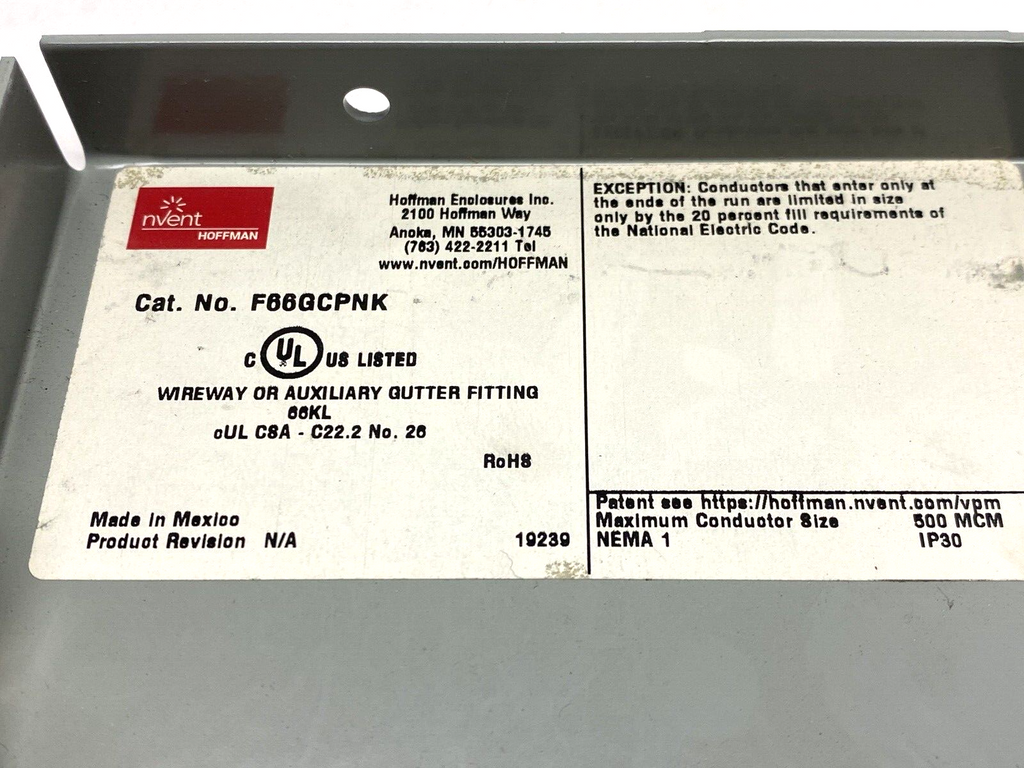 nvent
HOFFMAN
Hoffman Enclosures Inc.
2100 Hoffman Way
Anoka, MN 55303-1745
(763) 422-2211 Tel
www.nvent.com/HOFFMAN
Cat. No. F66GCPNK
C UL US LISTED
WIREWAY OR AUXILIARY GUTTER FITTING
66KL
cUL CSA - C22.2 No. 26
RoHS
Made in Mexico
Product Revision N/A 19239
EXCEPTION: Conductors that enter only at
the ends of the run are limited in size
only by the 20 percent fill requirements of
the National Electric Code.
Patent see https://hoffman.nvent.com/vpm
Maximum Conductor Size 500 MCM
NEMA 1 IP30